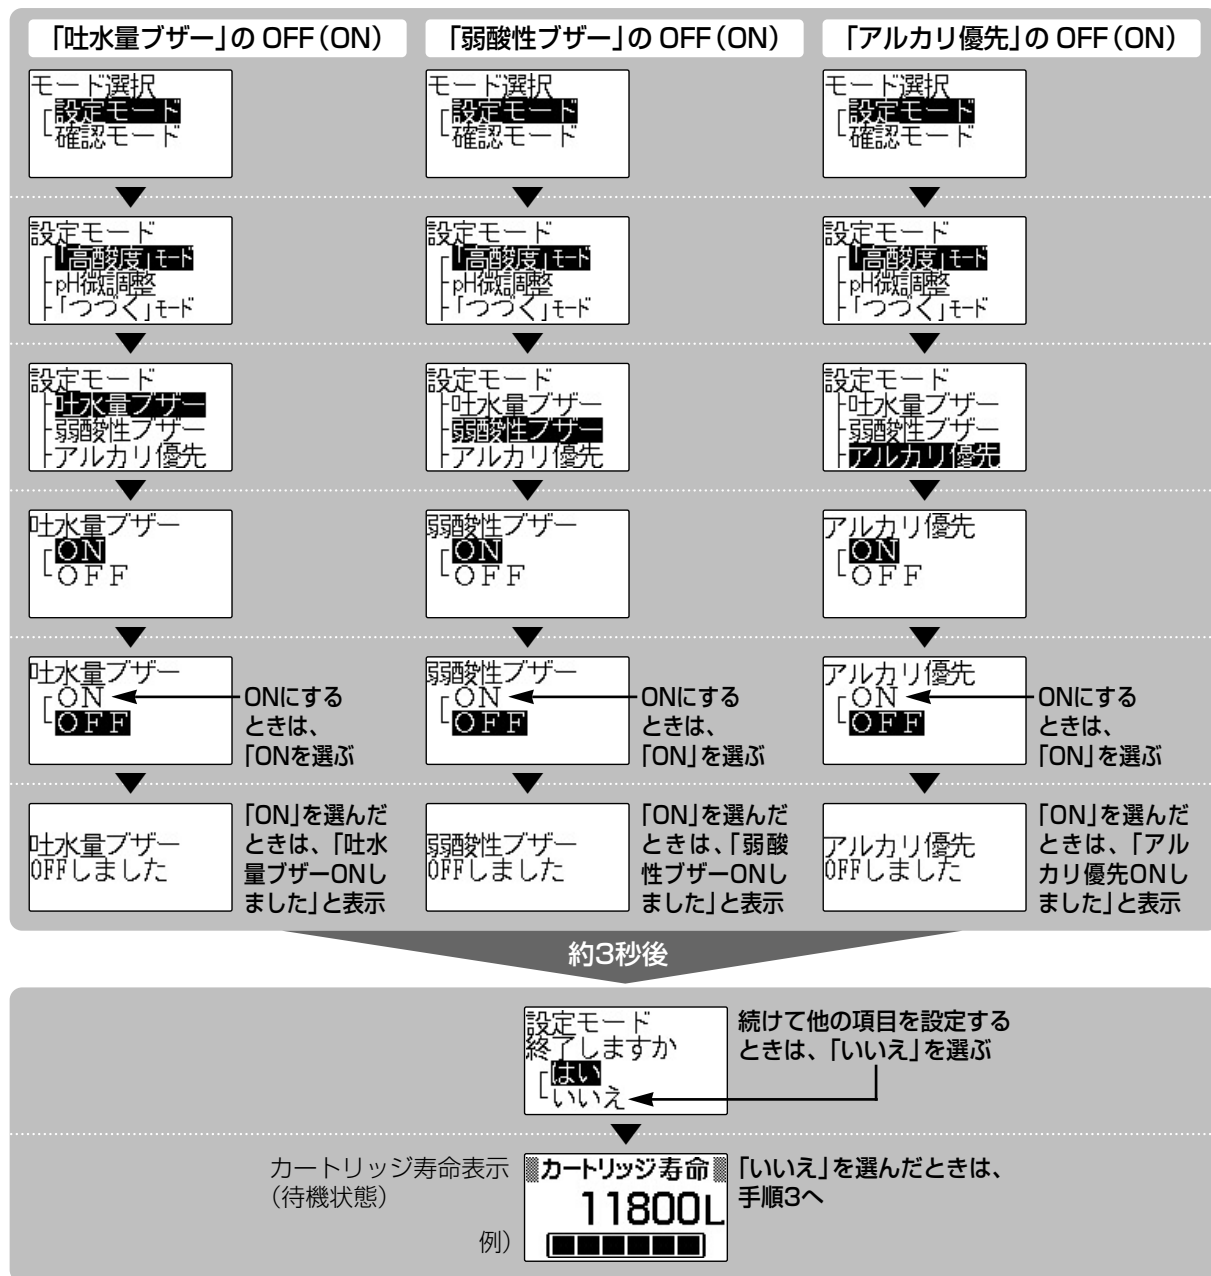 「吐水量ブザー」の OFF(ON)
「弱酸性ブザー」の OFF(ON)
「アルカリ優先」の OFF(ON)
モード選択
設定モード
確認モード
モード選択
設定モード
確認モード
モード選択
設定モード
確認モード
設定モード
「高酸度」モード
pH微調整
「つづく」モード
設定モード
「高酸度」モード
pH微調整
「つづく」モード
設定モード
「高酸度」モード
pH微調整
「つづく」モード
設定モード
吐水量ブザー
弱酸性ブザー
アルカリ優先
設定モード
吐水量ブザー
弱酸性ブザー
アルカリ優先
設定モード
吐水量ブザー
弱酸性ブザー
アルカリ優先
吐水量ブザー
ON
OFF
弱酸性ブザー
ON
OFF
アルカリ優先
ON
OFF
吐水量ブザー
ON
OFF
ONにする
ときは、
「ONを選ぶ
弱酸性ブザー
ON
OFF
ONにする
ときは、
「ON」を選ぶ
アルカリ優先
ON
OFF
ONにする
ときは、
「ON」を選ぶ
吐水量ブザー
OFFしました
「ON」を選んだ
ときは、「吐水
量ブザーONし
ました」と表示
弱酸性ブザー
OFFしました
「ON」を選んだ
ときは、「弱酸
性ブザーONし
ました」と表示
アルカリ優先
OFFしました
「ON」を選んだ
ときは、「アル
カリ優先ONし
ました」と表示
約3秒後
設定モード
終了しますか
はい
いいえ
続けて他の項目を設定する
ときは、「いいえ」を選ぶ
カートリッジ寿命表示
(待機状態)
例)
カートリッジ寿命
11800L
「いいえ」を選んだときは、
手順3へ